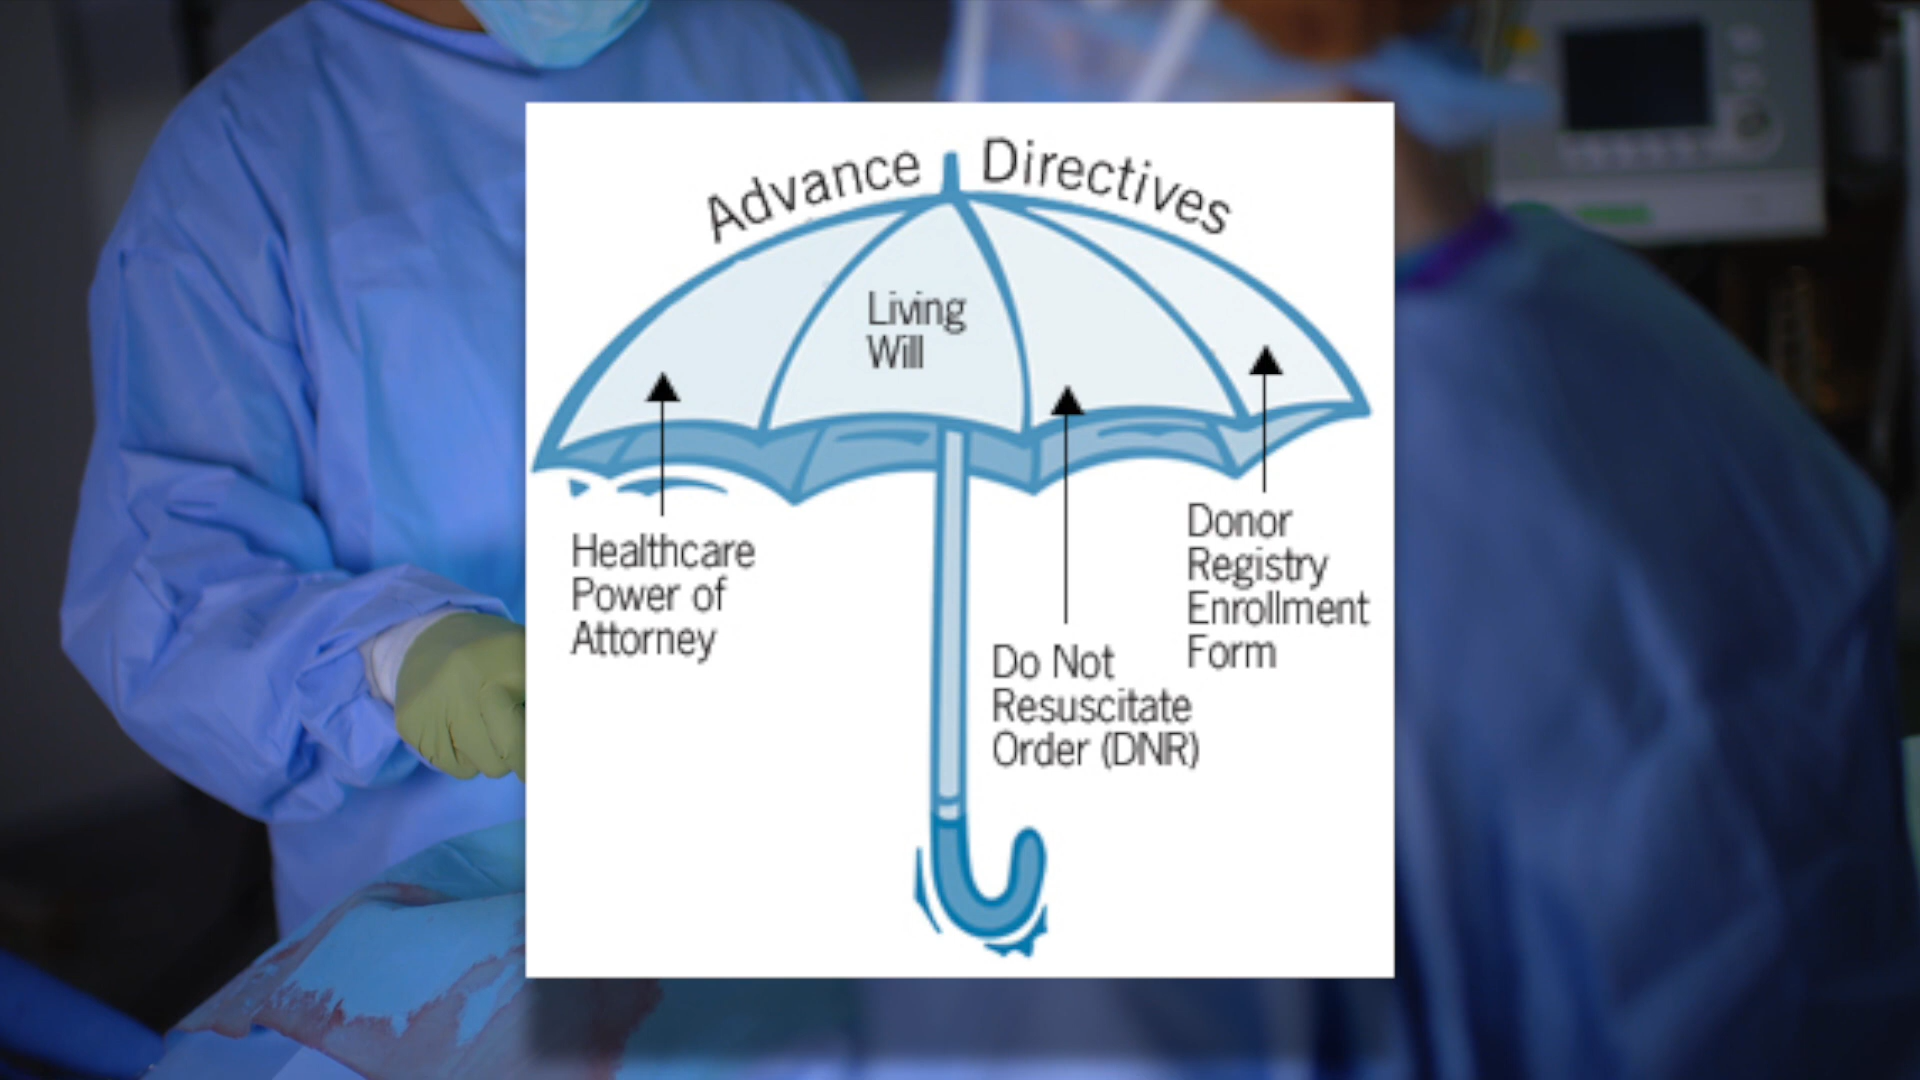 Advance Directives
Living
Will
Healthcare
Power of
Attorney
Do Not
Resuscitate
Order (DNR)
Donor
Registry
Enrollment
Form